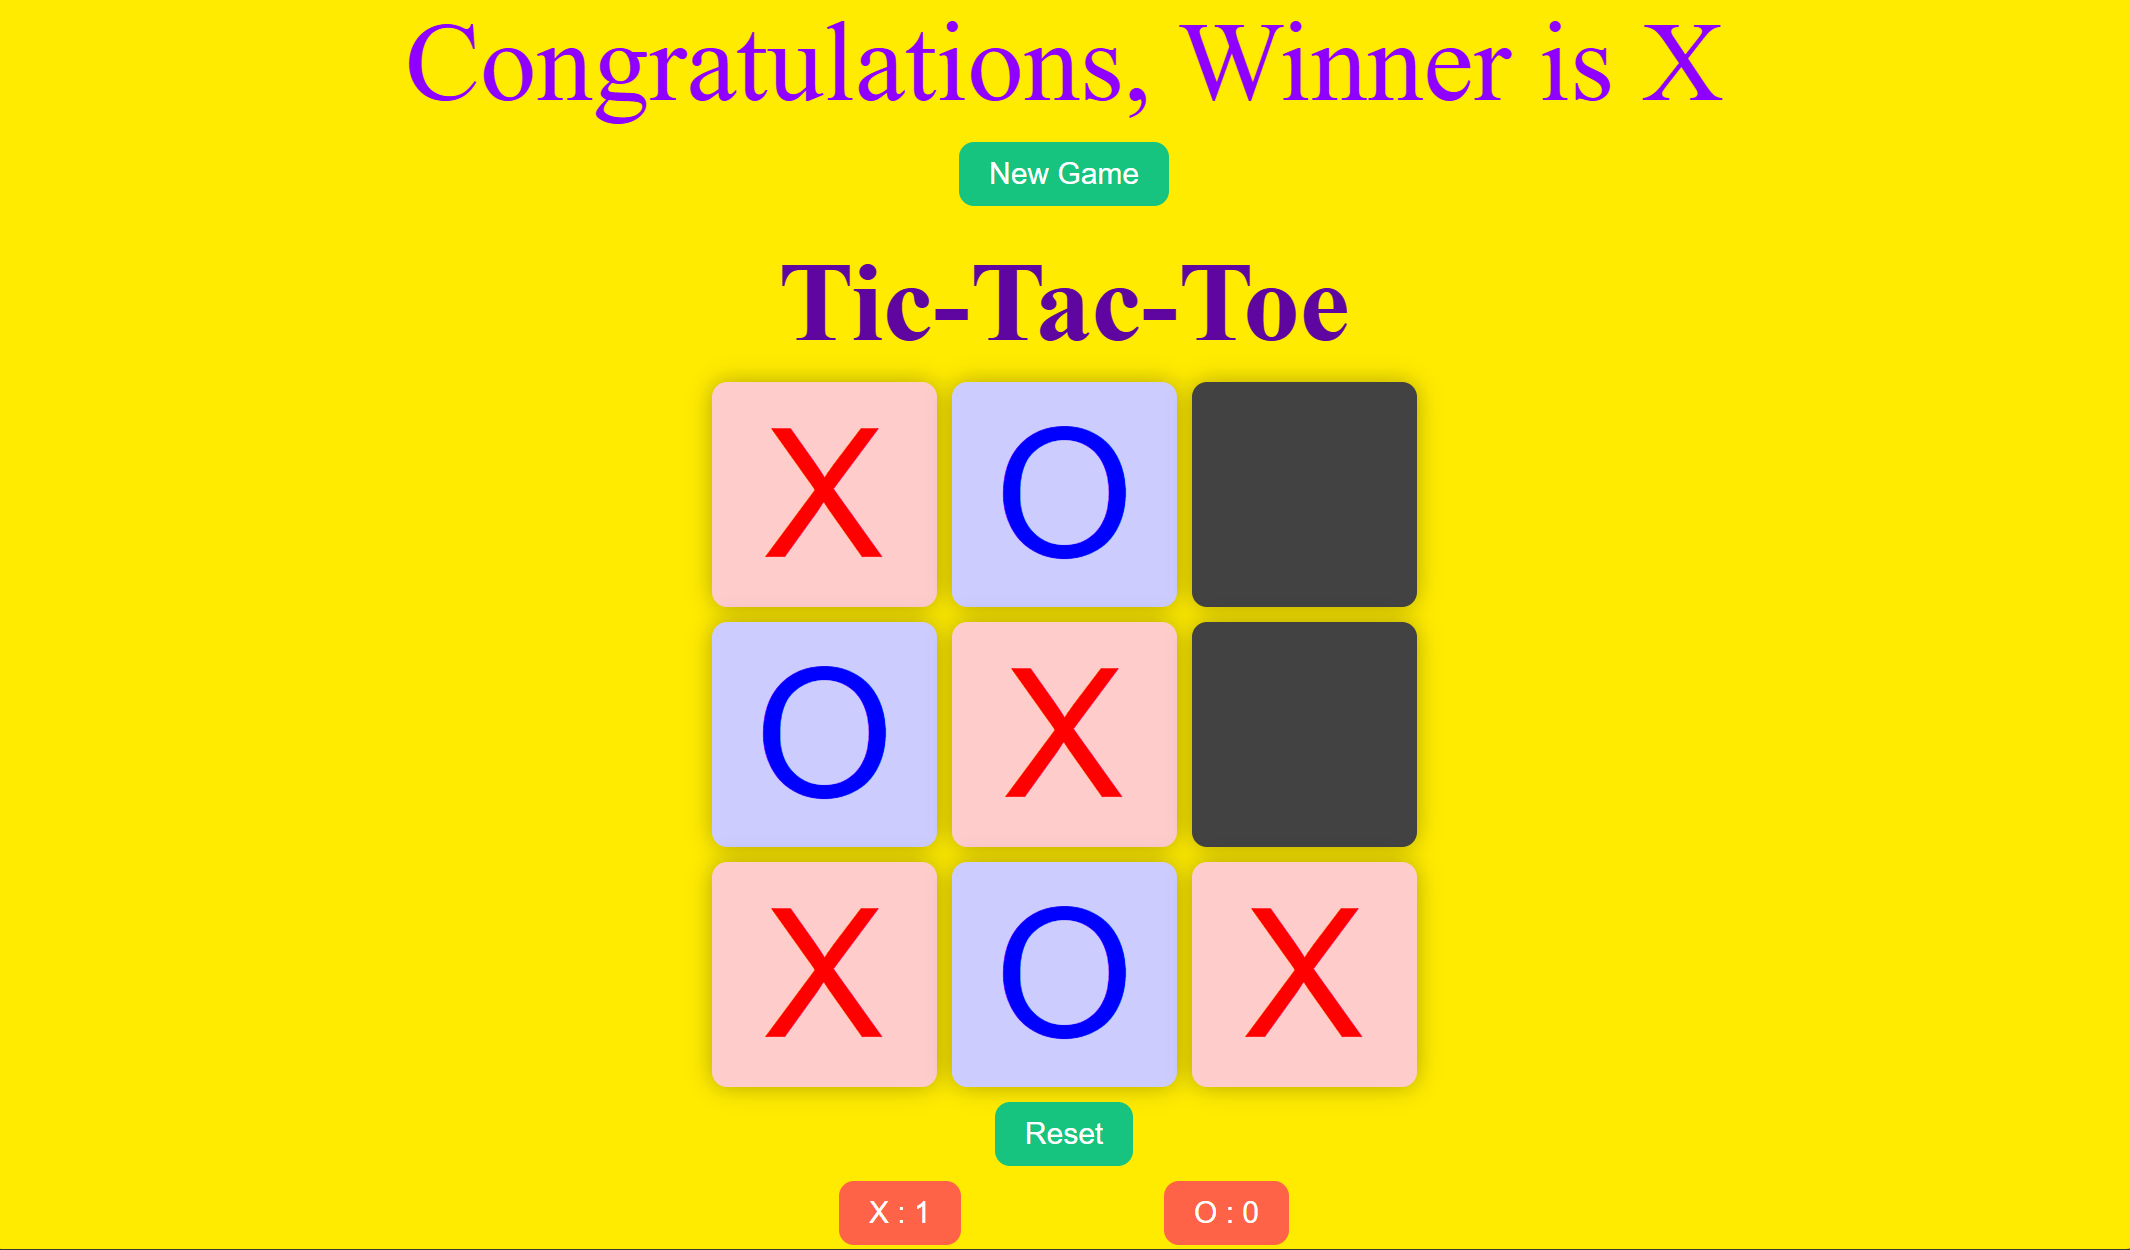 Congratulations, Winner is X
New Game
Tic-Tac-Toe
X O
O X
X O X
Reset
X : 1 O : 0